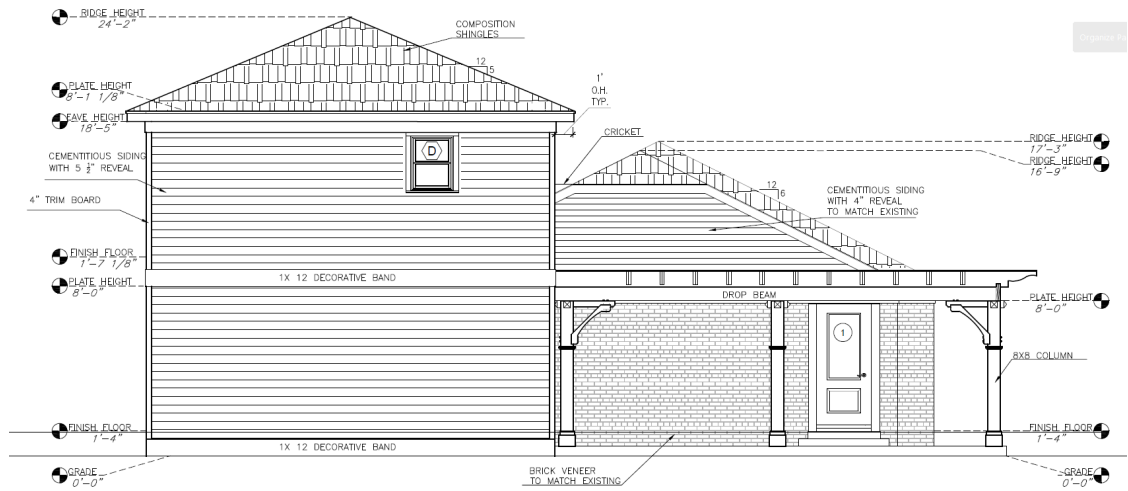 RIDGE HEIGHT
24'-2"
COMPOSITION
SHINGLES
12
5
PLATE HEIGHT
8'-1 1/8"
EAVE HEIGHT
18'-5"
1'
O.H.
TYP.
CRICKET
RIDGE HEIGHT
17'-3"
RIDGE HEIGHT
16'-9"
D
CEMENTITIOUS SIDING
WITH 5 ½" REVEAL
12
6
CEMENTITIOUS SIDING
WITH 4" REVEAL
TO MATCH EXISTING
4" TRIM BOARD
FINISH FLOOR
1'-7 1/8"
PLATE HEIGHT
8'-0"
1X 12 DECORATIVE BAND
DROP BEAM
PLATE HEIGHT
8'-0"
1
8X8 COLUMN
FINISH FLOOR
1'-4"
FINISH FLOOR
1'-4"
1X 12 DECORATIVE BAND
GRADE
0'-0"
BRICK VENEER
TO MATCH EXISTING
GRADE
0'-0"